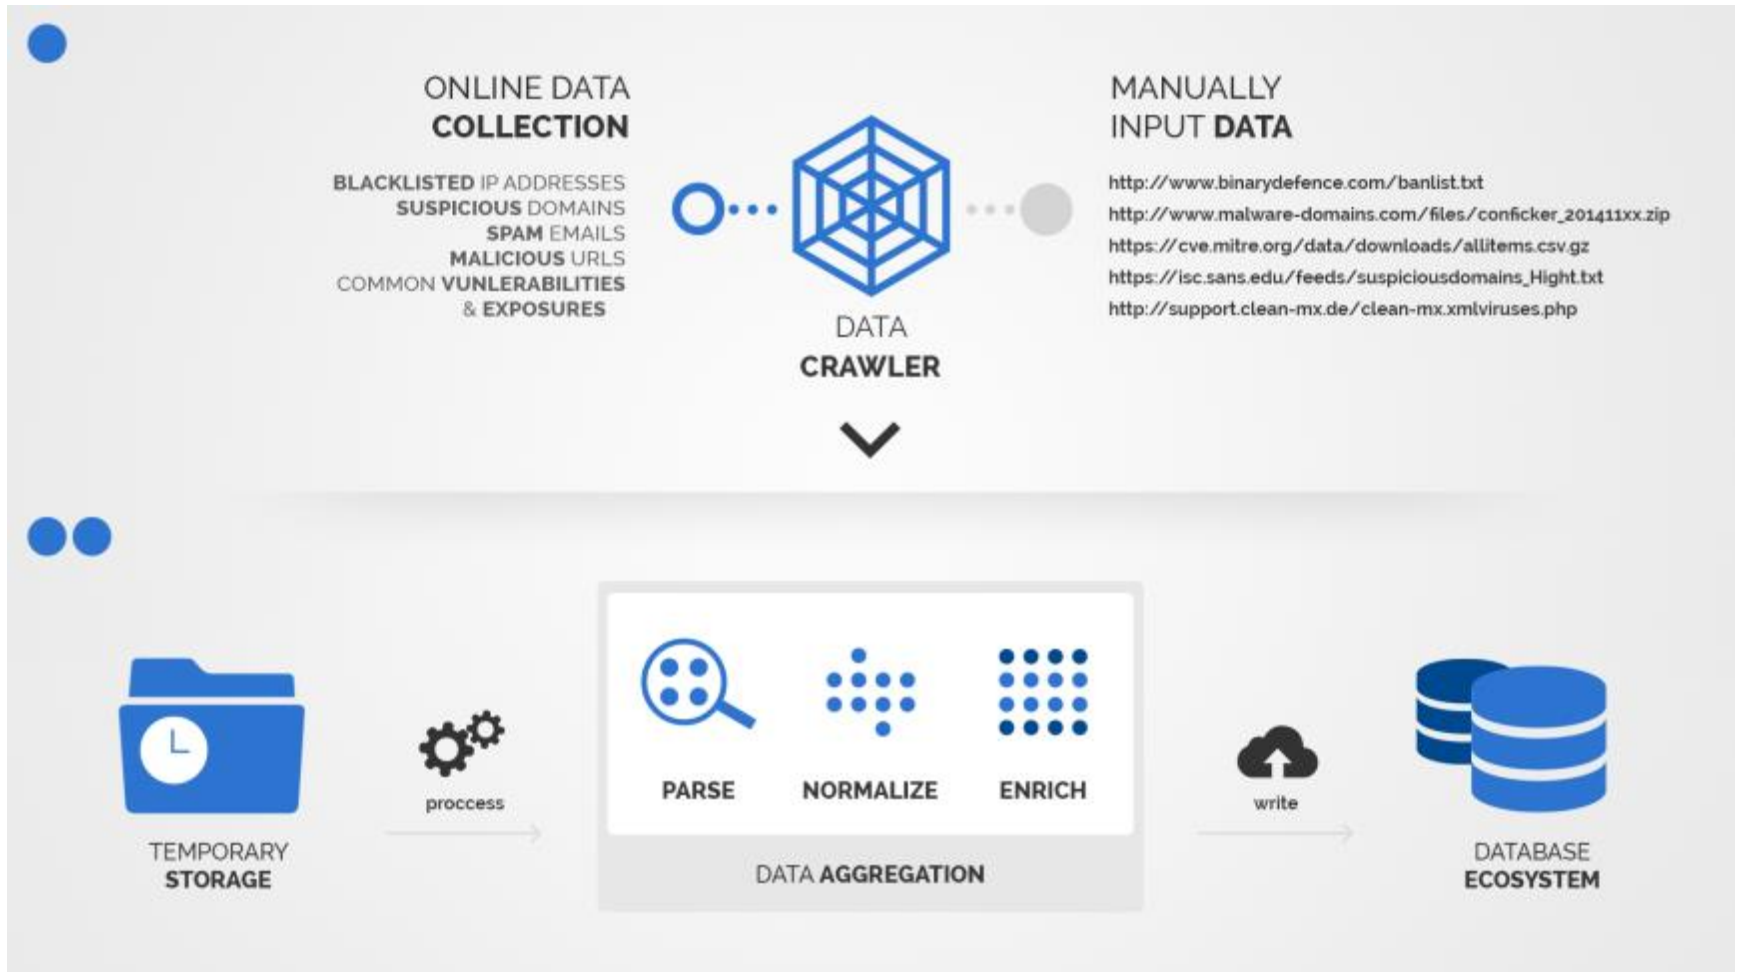 ONLINE DATA
COLLECTION
BLACKLISTED IP ADDRESSES
SUSPICIOUS DOMAINS
SPAM EMAILS
MALICIOUS URLS
COMMON VUNLERABILITIES
& EXPOSURES
DATA
CRAWLER
MANUALLY
INPUT DATA
http://www.binarydefence.com/banlist.txt
http://www.malware-domains.com/files/conficker_201411xx.zip
https://cve.mitre.org/data/downloads/allitems.csv.gz
https://isc.sans.edu/feeds/suspiciousdomains_Hight.txt
http://support.clean-mx.de/clean-mx.xmlviruses.php
TEMPORARY
STORAGE
proccess
PARSE
NORMALIZE
ENRICH
DATA AGGREGATION
write
DATABASE
ECOSYSTEM